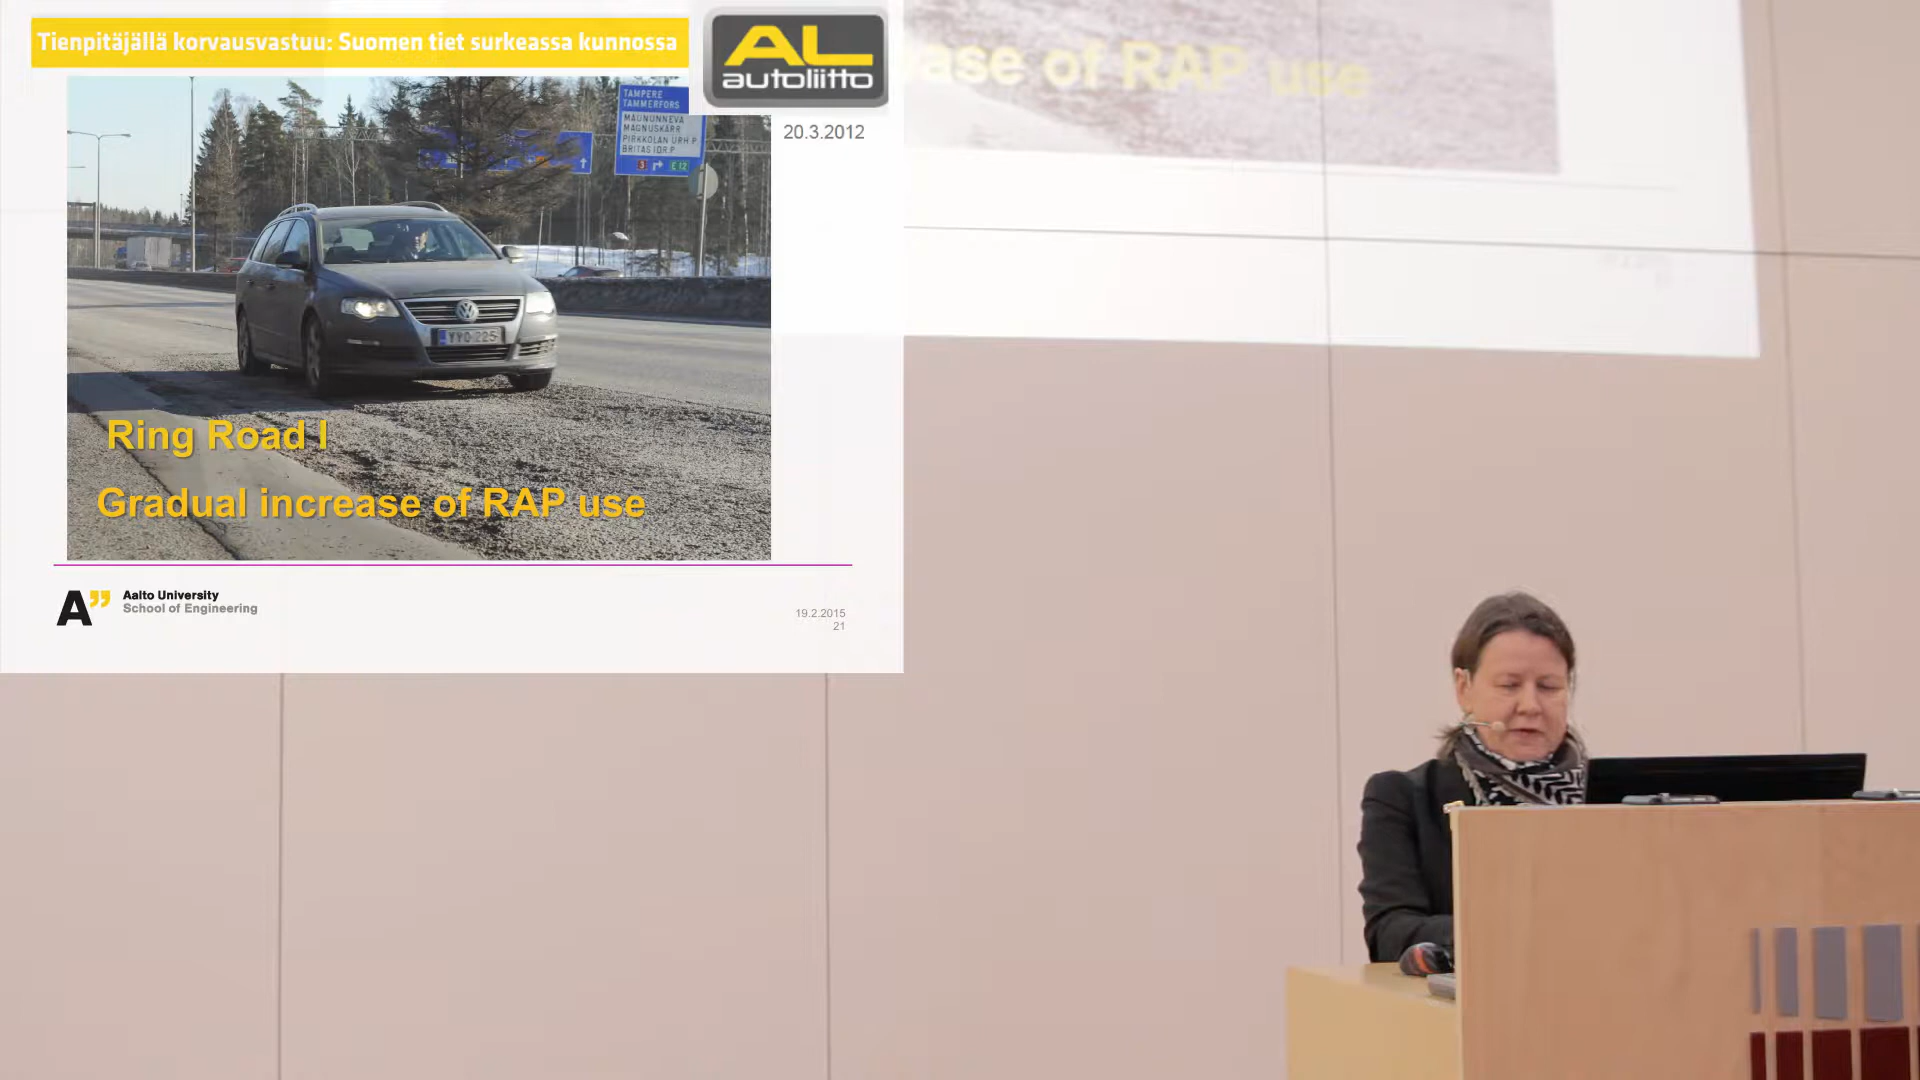 Tienpitäjällä korvausvastuu: Suomen tiet surkeassa kunnossa
AL
autoliitto
20.3.2012
TAMPERE
TAMMERFORS
MAUNUNNEVA
MAGNUSKÄRR
PIRKKOLAN URH.P
BRITAS IDR.P
3 E12
YYO-225
Ring Road I
Gradual increase of RAP use
Aalto University
School of Engineering
19.2.2015
21
ase of RAP use